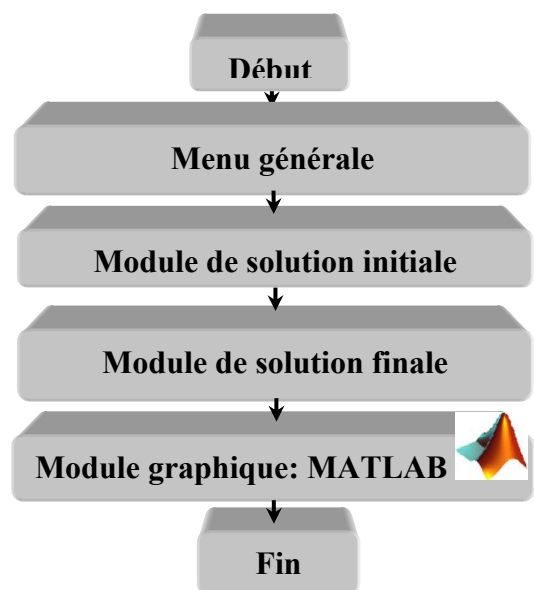 Début
Menu générale
Module de solution initiale
Module de solution finale
Module graphique: MATLAB
Fin